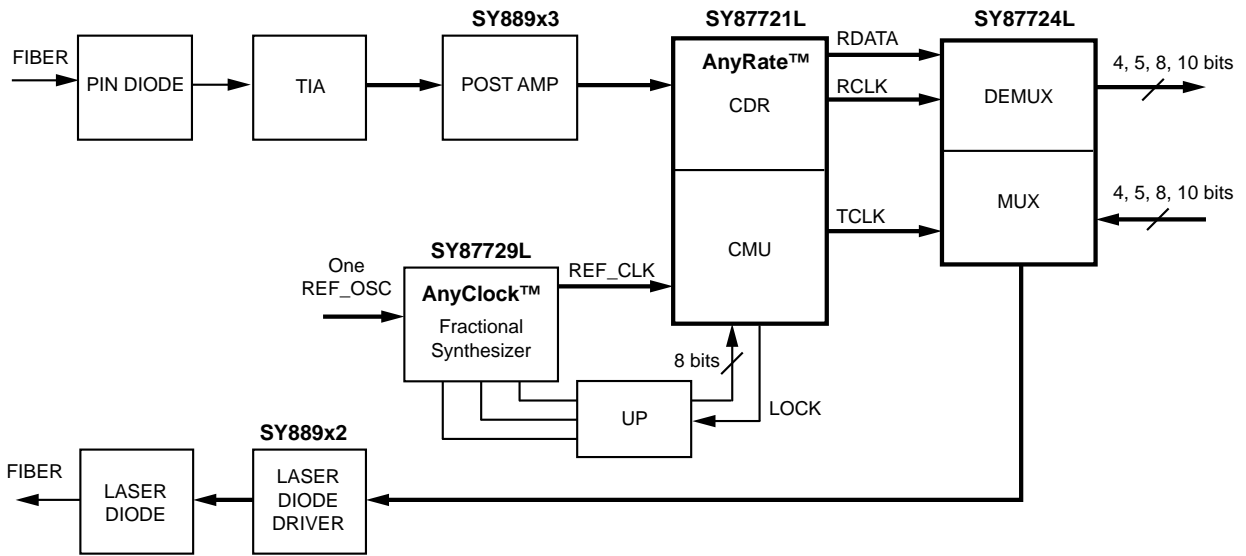 SY889x3
SY87721L
SY87724L
FIBER
PIN DIODE
TIA
POST AMP
AnyRate™
CDR
RDATA
RCLK
DEMUX
4, 5, 8, 10 bits
MUX
4, 5, 8, 10 bits
TCLK
CMU
SY87729L
One
REF_OSC
REF_CLK
AnyClock™
Fractional
Synthesizer
8 bits
UP
LOCK
SY889x2
FIBER
LASER
DIODE
LASER
DIODE
DRIVER